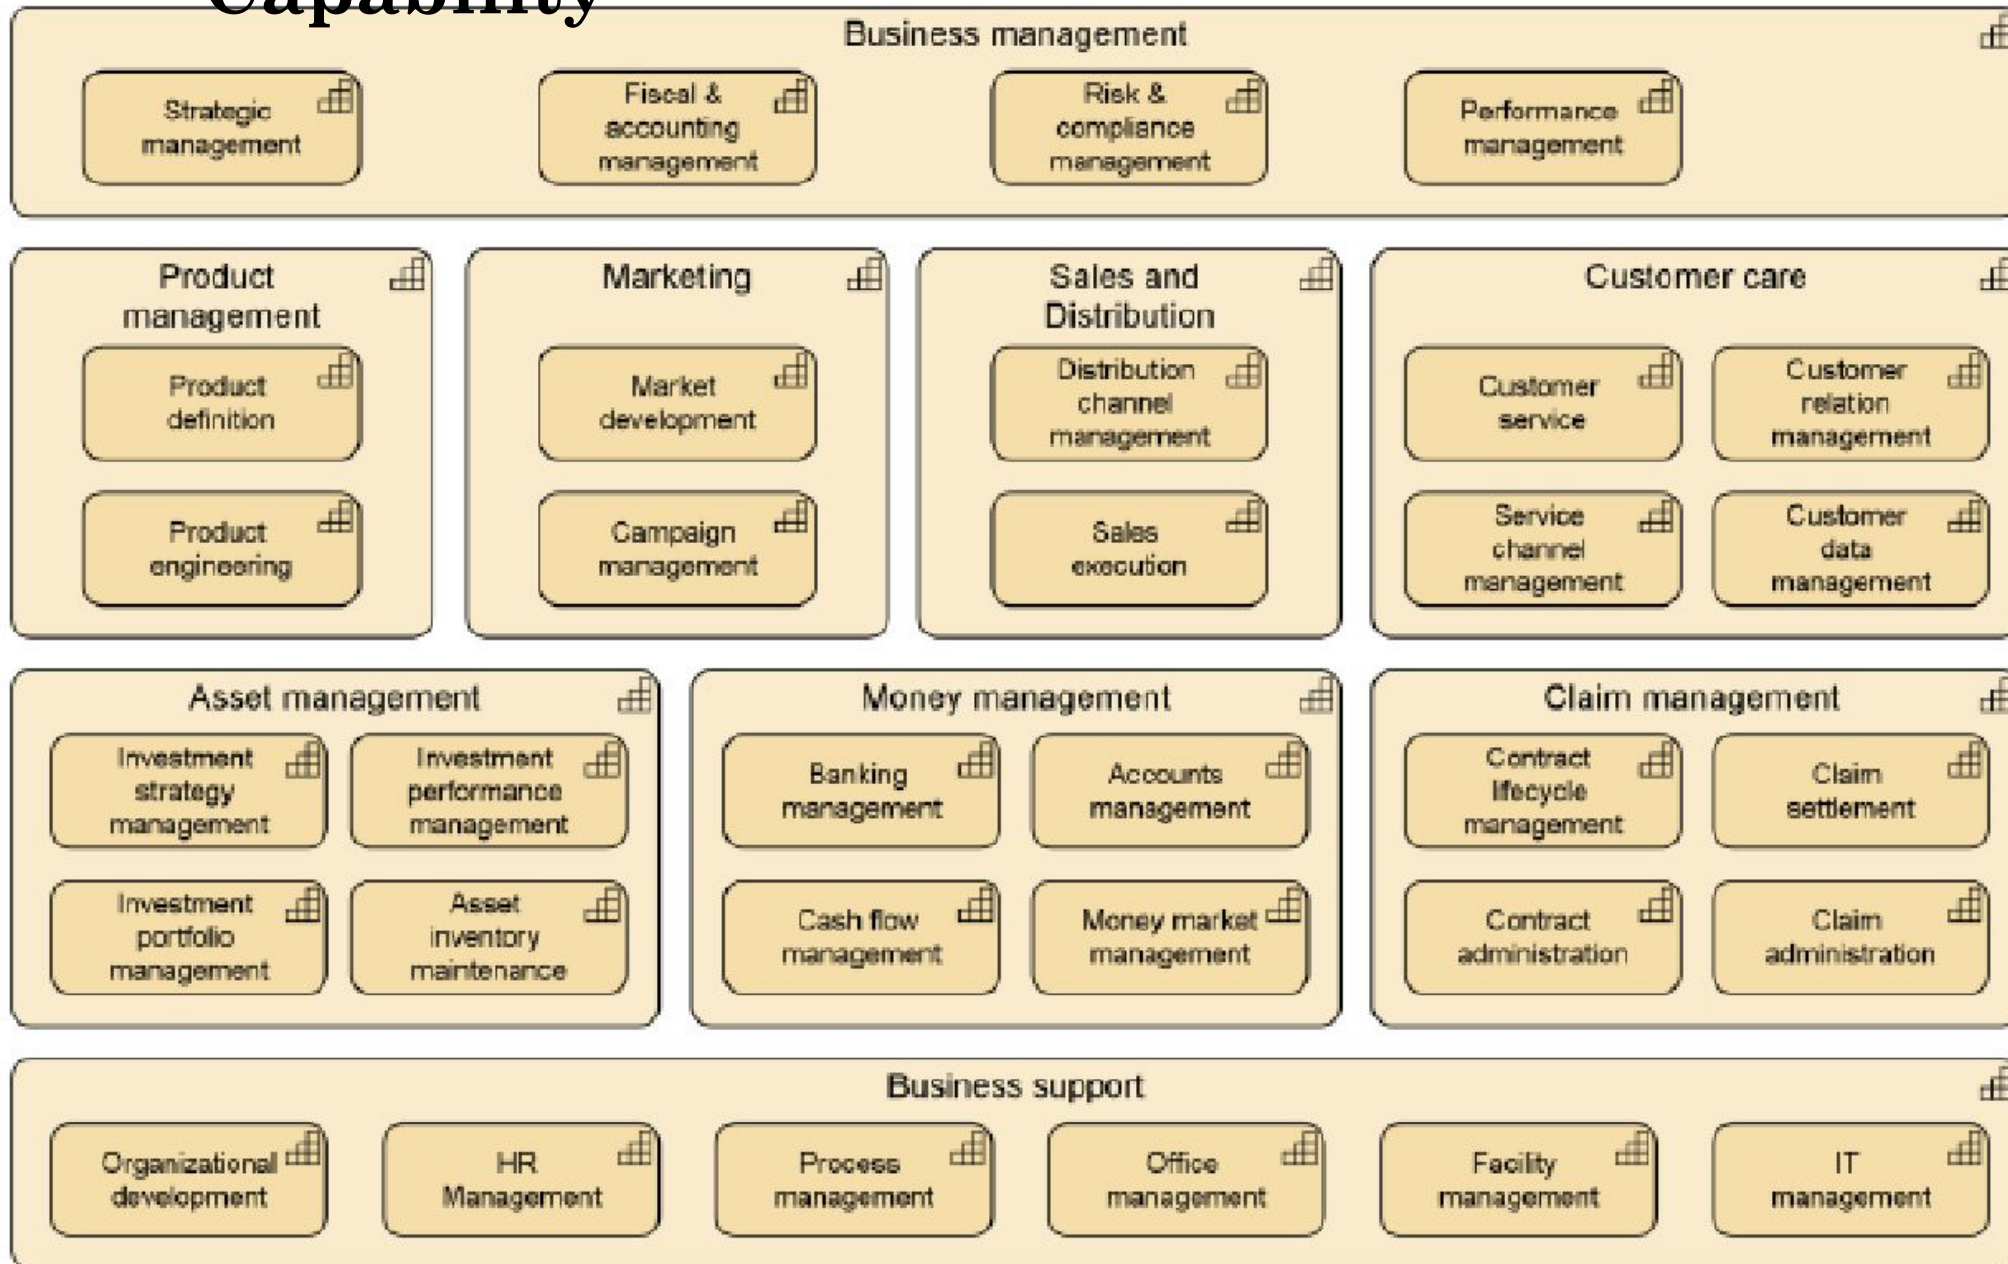 Capability
Business management
Strategic
management
Fiscal &
accounting
management
Risk &
compliance
management
Performance
management
Product
management
Product
definition
Product
engineering
Marketing
Market
development
Campaign
management
Sales and
Distribution
Distribution
channel
management
Sales
execution
Customer care
Customer
service
Customer
relation
management
Service
channel
management
Customer
data
management
Asset management
Investment
strategy
management
Investment
performance
management
Investment
portfolio
management
Asset
inventory
maintenance
Money management
Banking
management
Accounts
management
Cash flow
management
Money market
management
Claim management
Contract
lifecycle
management
Claim
settlement
Contract
administration
Claim
administration
Business support
Organizational
development
HR
Management
Process
management
Office
management
Facility
management
IT
management